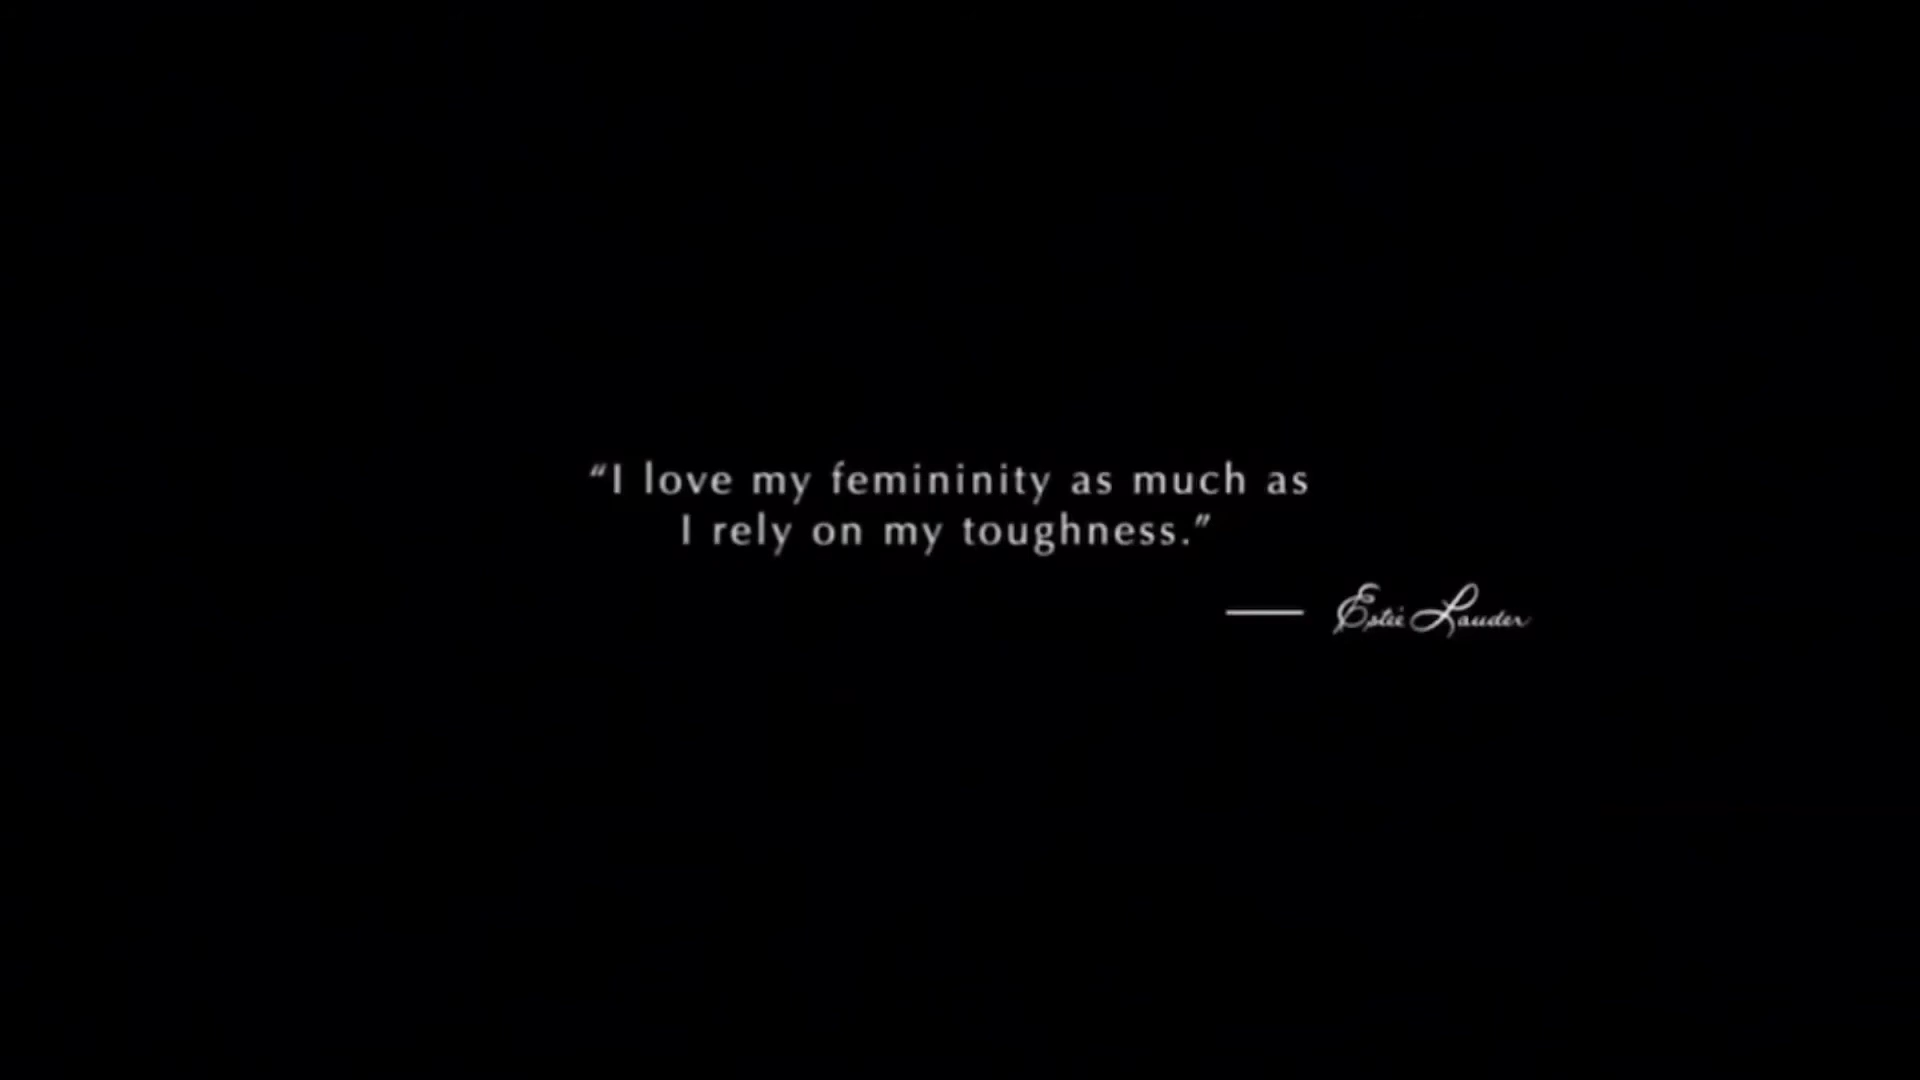 “I love my femininity as much as
I rely on my toughness.”
— Estée Lauder